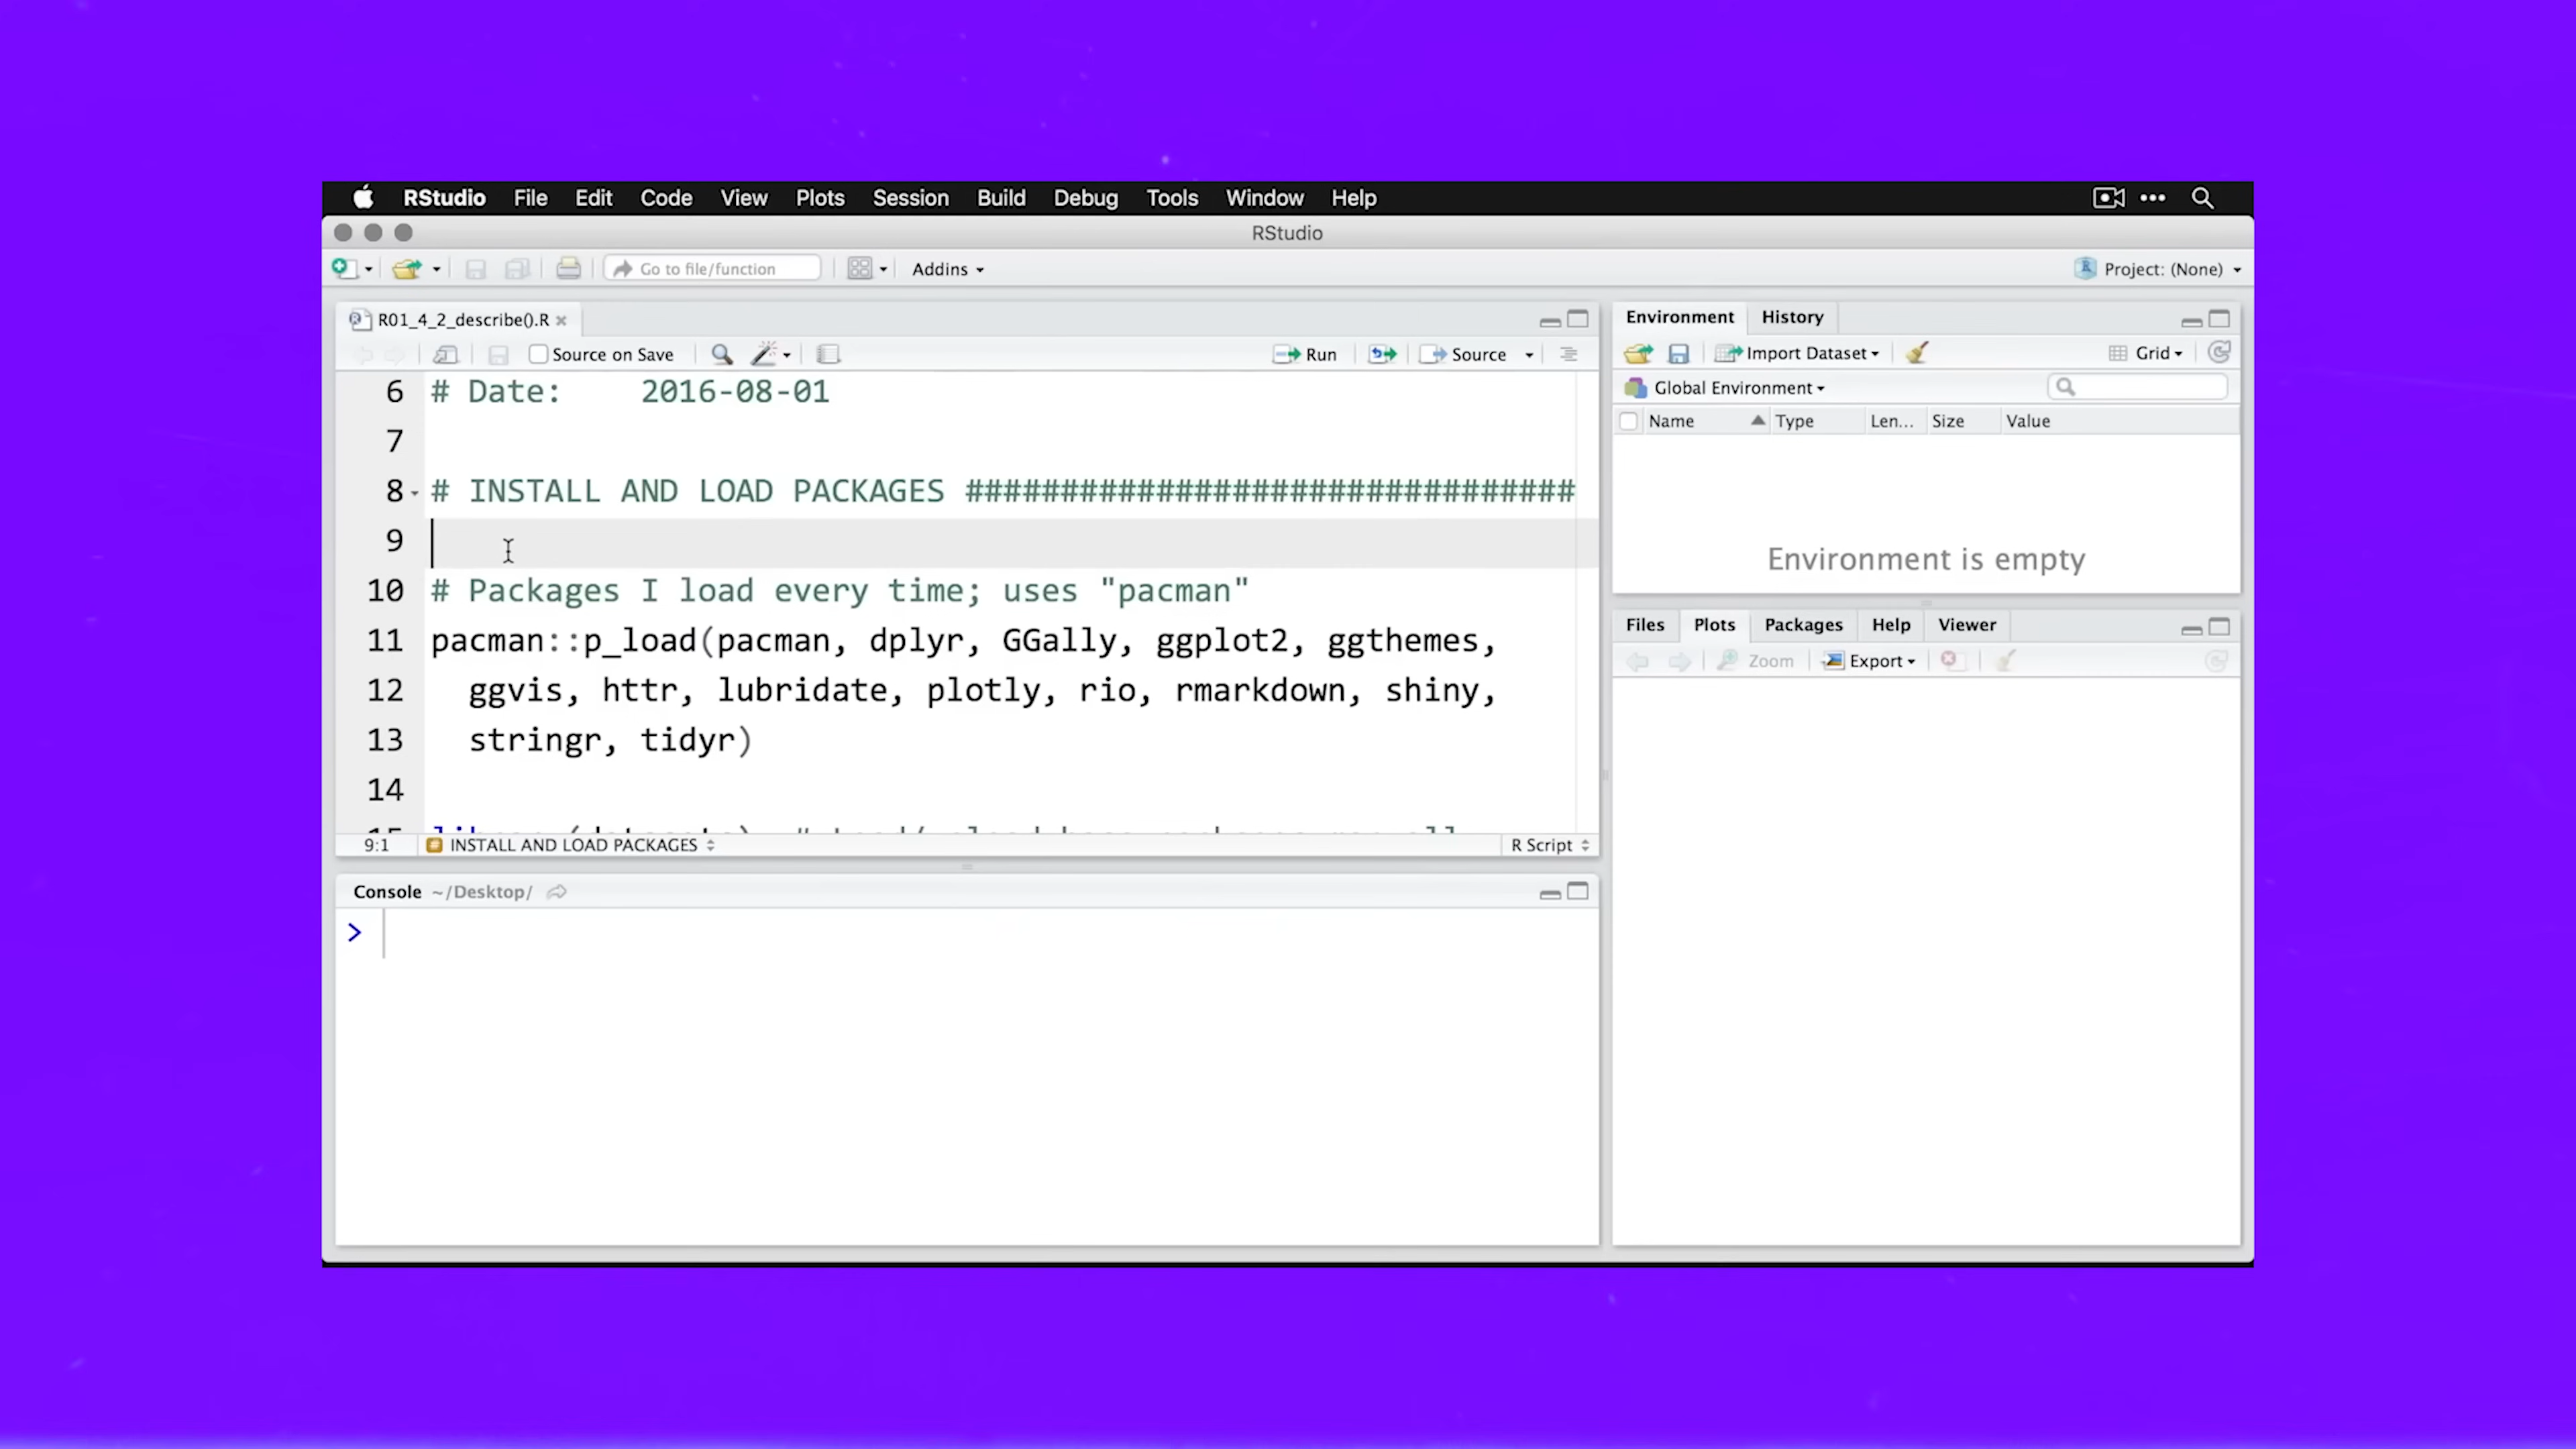 RStudio File Edit Code View Plots Session Build Debug Tools Window Help
RStudio
Go to file/function Addins Project: (None)
R01_4_2_describe().R
Source on Save Run Source
6 # Date: 2016-08-01
7
8 # INSTALL AND LOAD PACKAGES ################################
9
10 # Packages I load every time; uses "pacman"
11 pacman::p_load(pacman, dplyr, GGally, ggplot2, ggthemes,
12 ggvis, httr, lubridate, plotly, rio, rmarkdown, shiny,
13 stringr, tidyr)
14
9:1 INSTALL AND LOAD PACKAGES R Script
Console ~/Desktop/
>
Environment History
Import Dataset Grid
Global Environment
Name Type Len... Size Value
Environment is empty
Files Plots Packages Help Viewer
Zoom Export